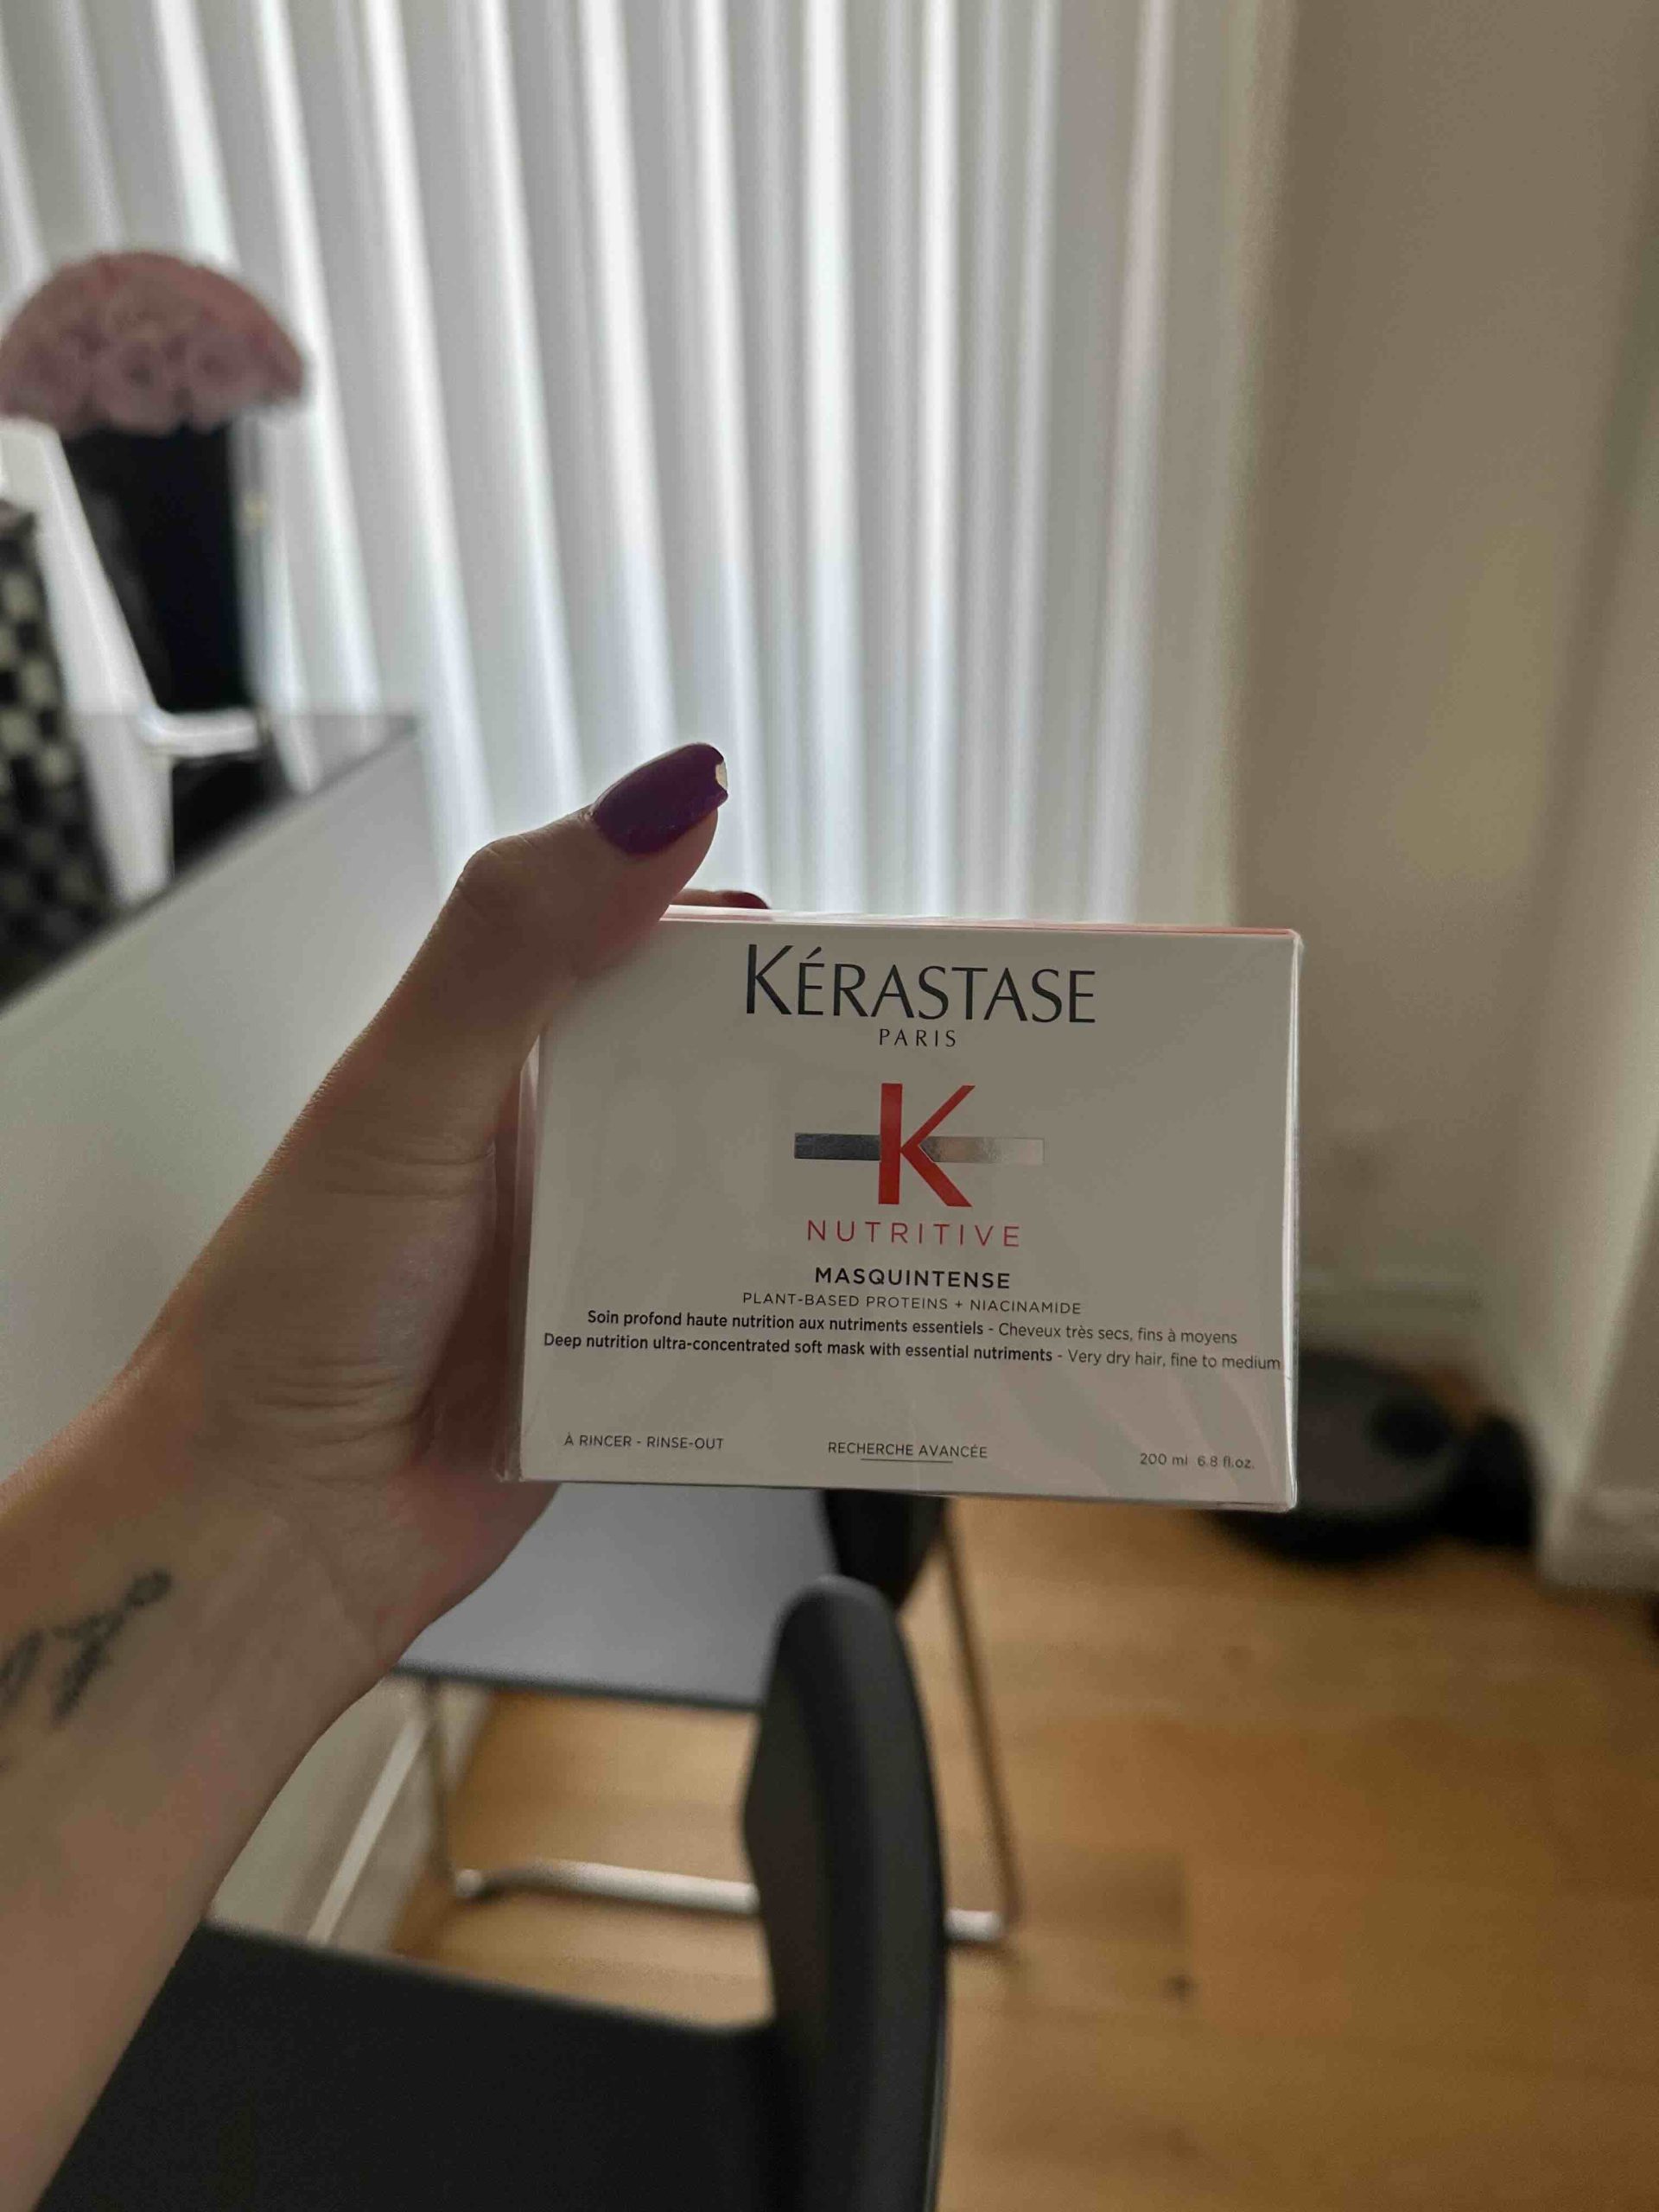 KÉRASTASE
PARIS
K
NUTRITIVE
MASQUINTENSE
PLANT-BASED PROTEINS + NIACINAMIDE
Soin profond haute nutrition aux nutriments essentiels - Cheveux très secs, fins à moyens
Deep nutrition ultra-concentrated soft mask with essential nutriments - Very dry hair, fine to medium
À RINCER - RINSE-OUT
RECHERCHE AVANCÉE
200 ml 6.8 fl.oz.